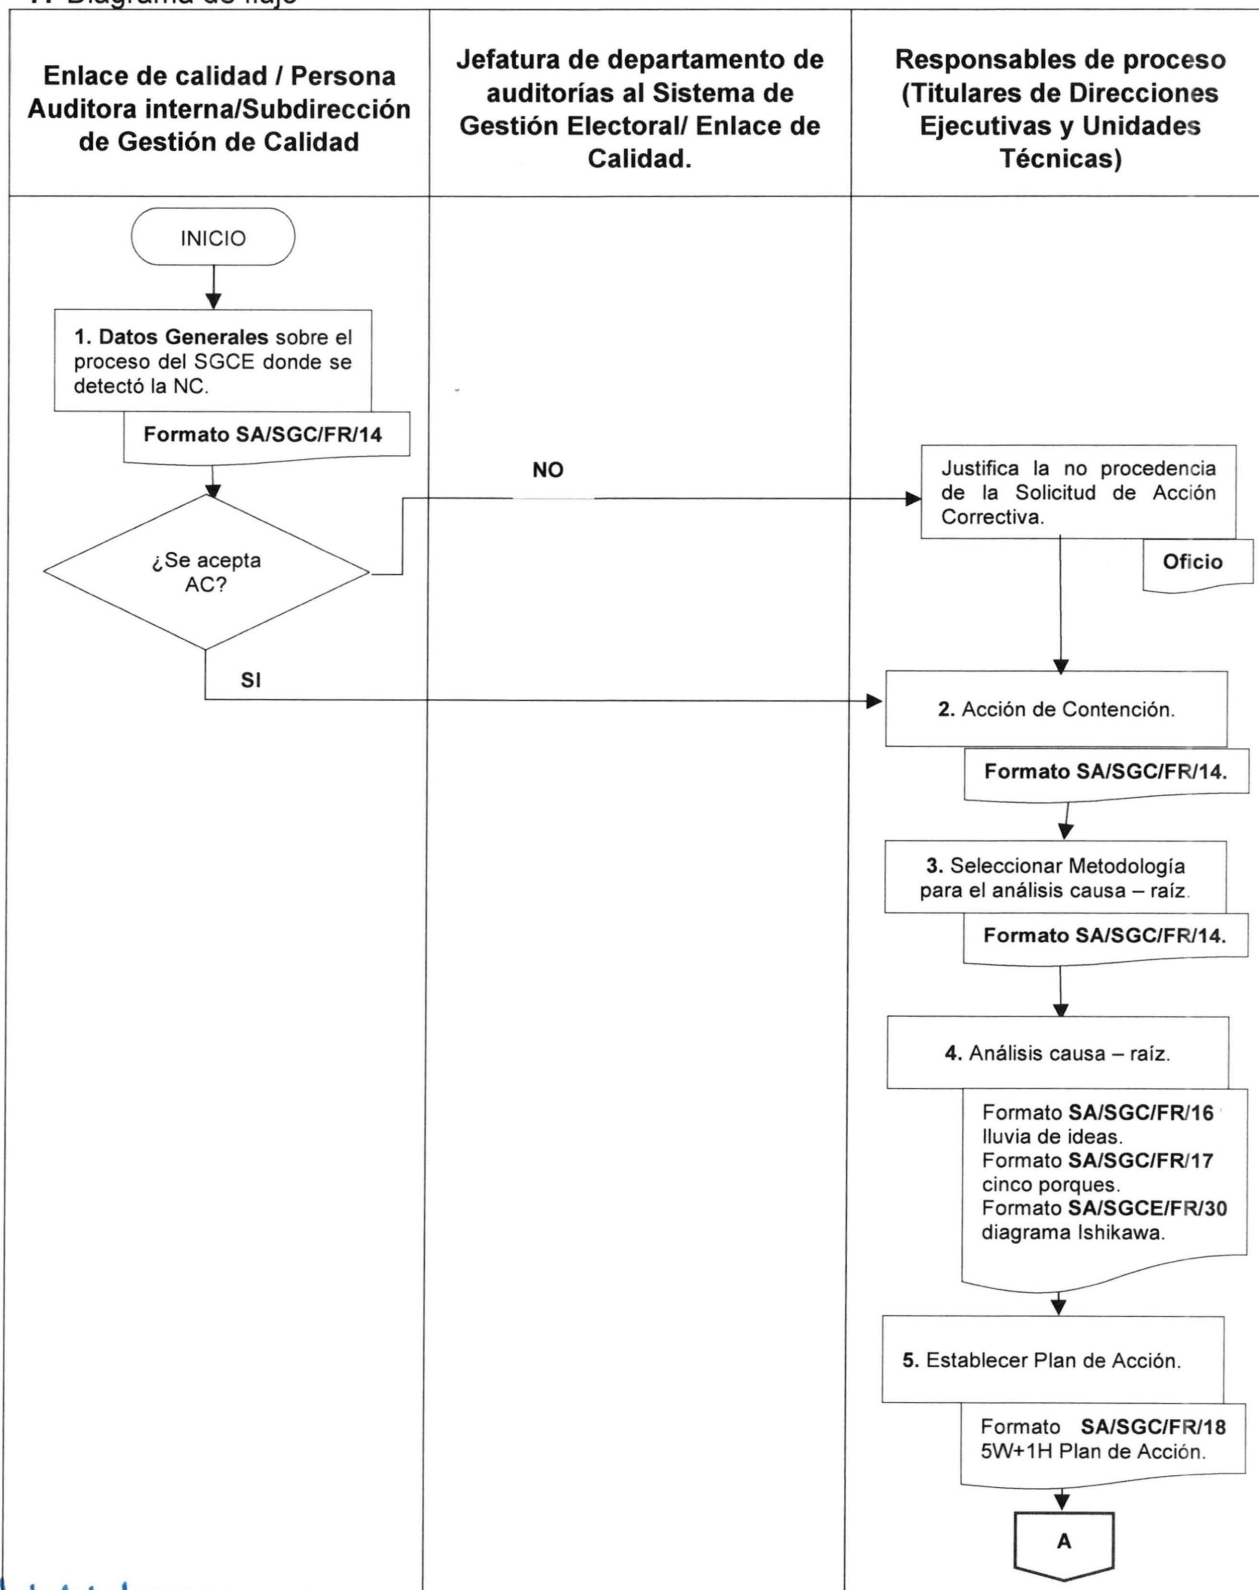 Diagrama de flujo
Enlace de calidad / Persona
Auditora interna/Subdirección
de Gestión de Calidad
Jefatura de departamento de
auditorías al Sistema de
Gestión Electoral/ Enlace de
Calidad.
Responsables de proceso
(Titulares de Direcciones
Ejecutivas y Unidades
Técnicas)
INICIO
1. Datos Generales sobre el
proceso del SGCE donde se
detectó la NC.
Formato SA/SGC/FR/14
¿Se acepta
AC?
NO
Justifica la no procedencia
de la Solicitud de Acción
Correctiva.
Oficio
SI
2. Acción de Contención.
Formato SA/SGC/FR/14.
3. Seleccionar Metodología
para el análisis causa – raíz.
Formato SA/SGC/FR/14.
4. Análisis causa – raíz.
Formato SA/SGC/FR/16
lluvia de ideas.
Formato SA/SGC/FR/17
cinco porques.
Formato SA/SGCE/FR/30
diagrama Ishikawa.
5. Establecer Plan de Acción.
Formato SA/SGC/FR/18
5W+1H Plan de Acción.
A